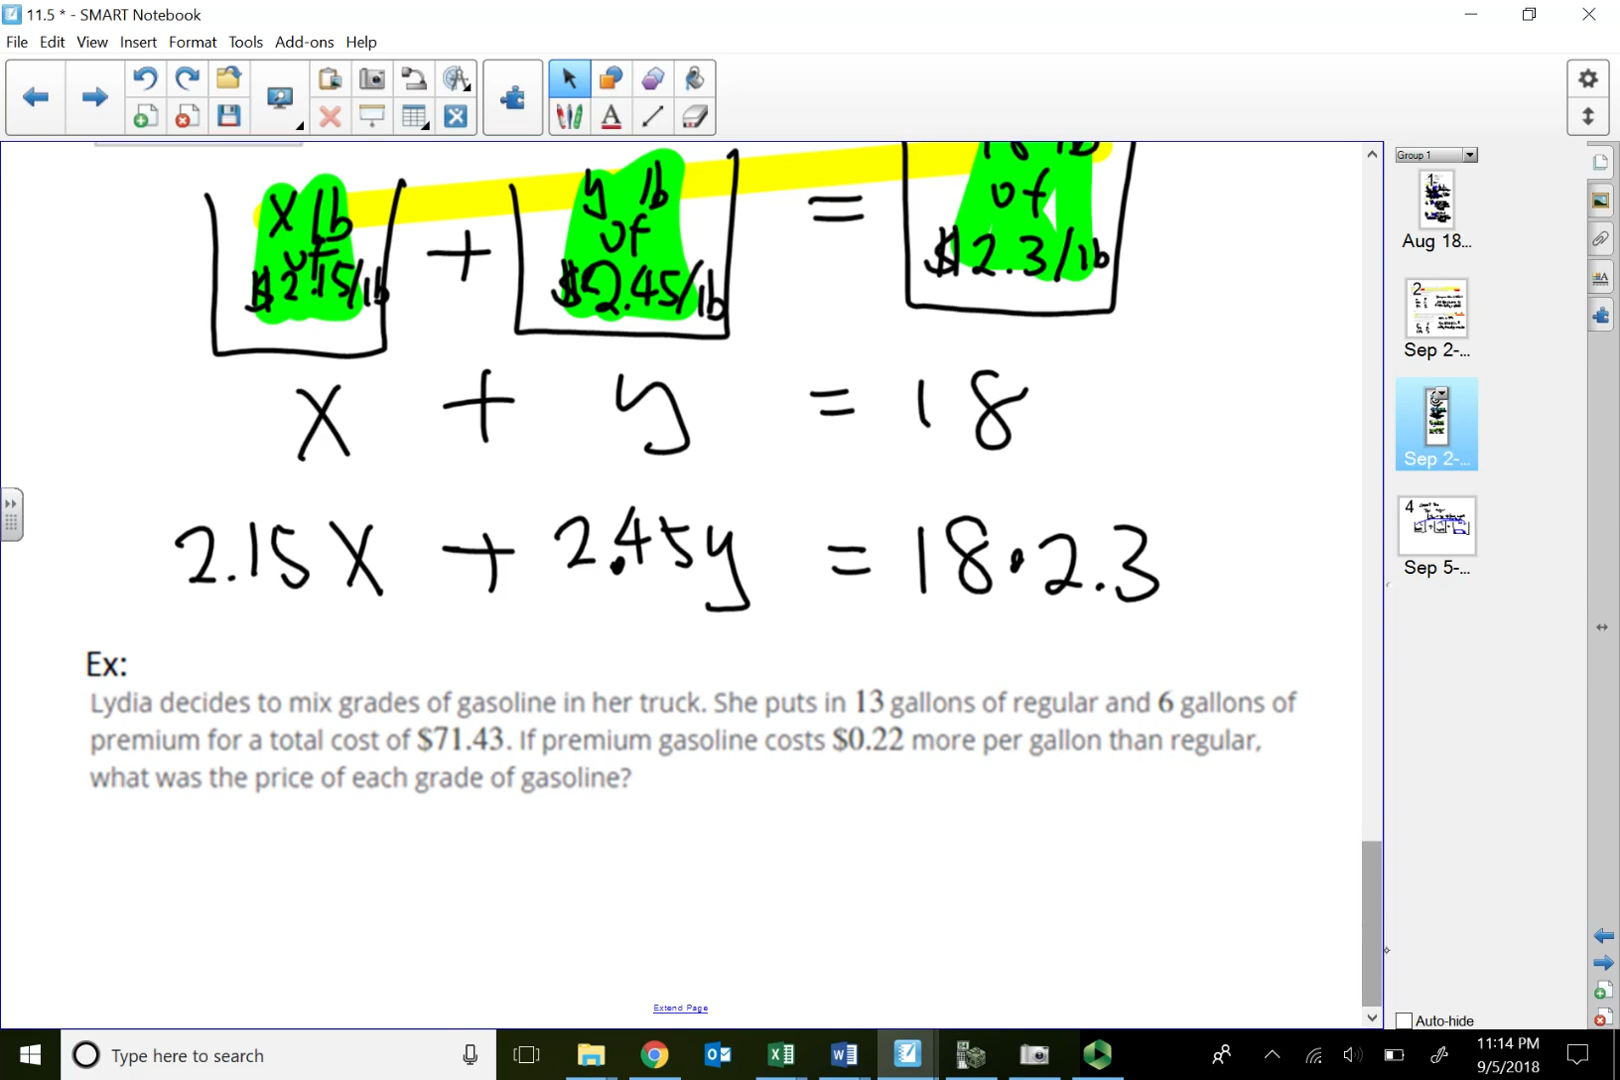 11.5 * - SMART Notebook
File Edit View Insert Format Tools Add-ons Help
Group 1
1
Aug 18...
2
Sep 2-...
Sep 2-...
4
Sep 5-...
x lb
of
$2.15/lb
+
y lb
of
$2.45/lb
=
18 lb
of
$2.3/lb
x + y = 18
2.15x + 2.45y = 18·2.3
Ex:
Lydia decides to mix grades of gasoline in her truck. She puts in 13 gallons of regular and 6 gallons of
premium for a total cost of $71.43. If premium gasoline costs $0.22 more per gallon than regular,
what was the price of each grade of gasoline?
Extend Page
Auto-hide
Type here to search
11:14 PM
9/5/2018